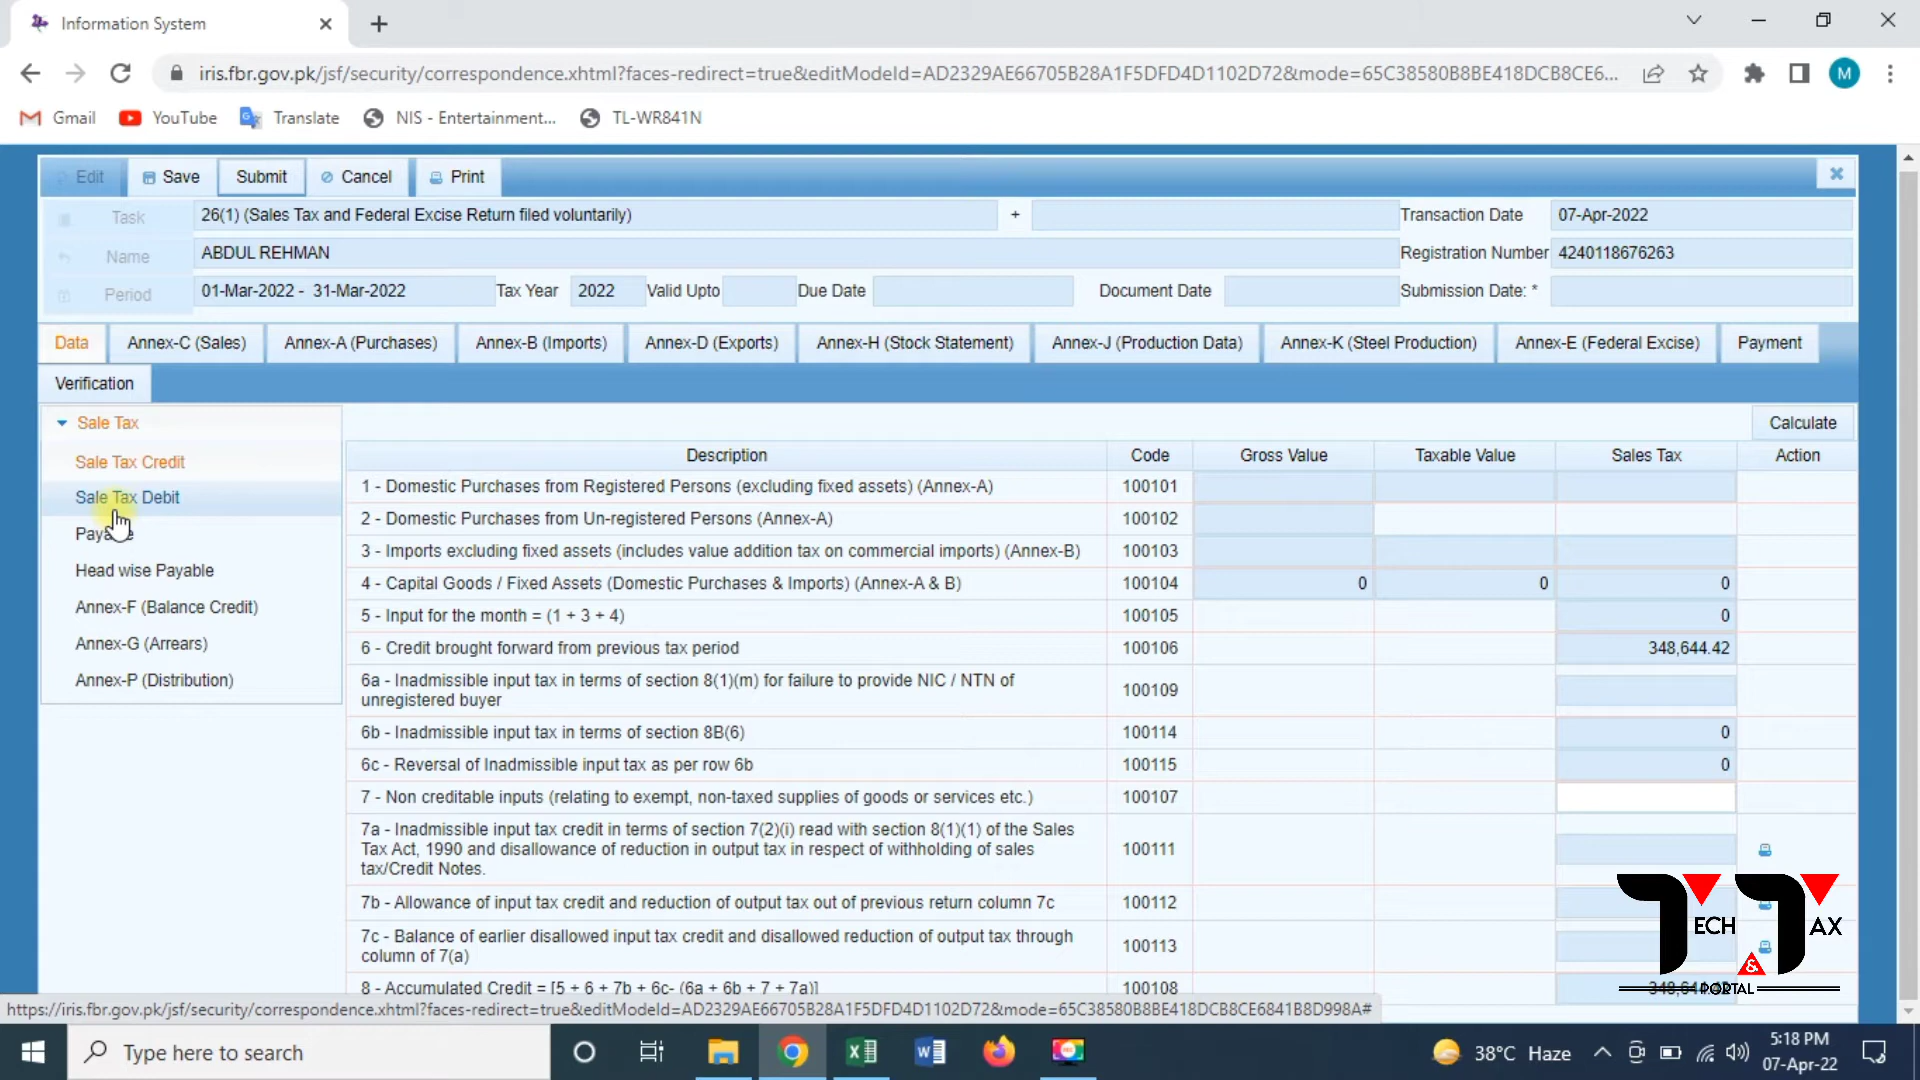 Information System
iris.fbr.gov.pk/jsf/security/correspondence.xhtml?faces-redirect=true&editModeId=AD2329AE66705B28A1F5DFD4D1102D72&mode=65C38580B8BE418DCB8CE6...
M
Gmail YouTube Translate NIS - Entertainment... TL-WR841N
Edit Save Submit Cancel Print
Task 26(1) (Sales Tax and Federal Excise Return filed voluntarily) + Transaction Date 07-Apr-2022
Name ABDUL REHMAN Registration Number 4240118676263
Period 01-Mar-2022 - 31-Mar-2022 Tax Year 2022 Valid Upto Due Date Document Date Submission Date: *
Data Annex-C (Sales) Annex-A (Purchases) Annex-B (Imports) Annex-D (Exports) Annex-H (Stock Statement) Annex-J (Production Data) Annex-K (Steel Production) Annex-E (Federal Excise) Payment
Verification
Sale Tax
Sale Tax Credit
Sale Tax Debit
Head wise Payable
Annex-F (Balance Credit)
Annex-G (Arrears)
Annex-P (Distribution)
Calculate
Description Code Gross Value Taxable Value Sales Tax Action
1 - Domestic Purchases from Registered Persons (excluding fixed assets) (Annex-A) 100101
2 - Domestic Purchases from Un-registered Persons (Annex-A) 100102
3 - Imports excluding fixed assets (includes value addition tax on commercial imports) (Annex-B) 100103
4 - Capital Goods / Fixed Assets (Domestic Purchases & Imports) (Annex-A & B) 100104 0 0 0
5 - Input for the month = (1 + 3 + 4) 100105 0
6 - Credit brought forward from previous tax period 100106 348,644.42
6a - Inadmissible input tax in terms of section 8(1)(m) for failure to provide NIC / NTN of
unregistered buyer 100109
6b - Inadmissible input tax in terms of section 8B(6) 100114 0
6c - Reversal of Inadmissible input tax as per row 6b 100115 0
7 - Non creditable inputs (relating to exempt, non-taxed supplies of goods or services etc.) 100107
7a - Inadmissible input tax credit in terms of section 7(2)(i) read with section 8(1)(1) of the Sales
Tax Act, 1990 and disallowance of reduction in output tax in respect of withholding of sales
tax/Credit Notes. 100111
7b - Allowance of input tax credit and reduction of output tax out of previous return column 7c 100112
7c - Balance of earlier disallowed input tax credit and disallowed reduction of output tax through
column of 7(a) 100113
8 - Accumulated Credit = [5 + 6 + 7b + 6c- (6a + 6b + 7 + 7a)] 100108
TECH & TAX
PORTAL
https://iris.fbr.gov.pk/jsf/security/correspondence.xhtml?faces-redirect=true&editModeId=AD2329AE66705B28A1F5DFD4D1102D72&mode=65C38580B8BE418DCB8CE6841B8D998A#
Type here to search
38°C Haze
5:18 PM
07-Apr-22